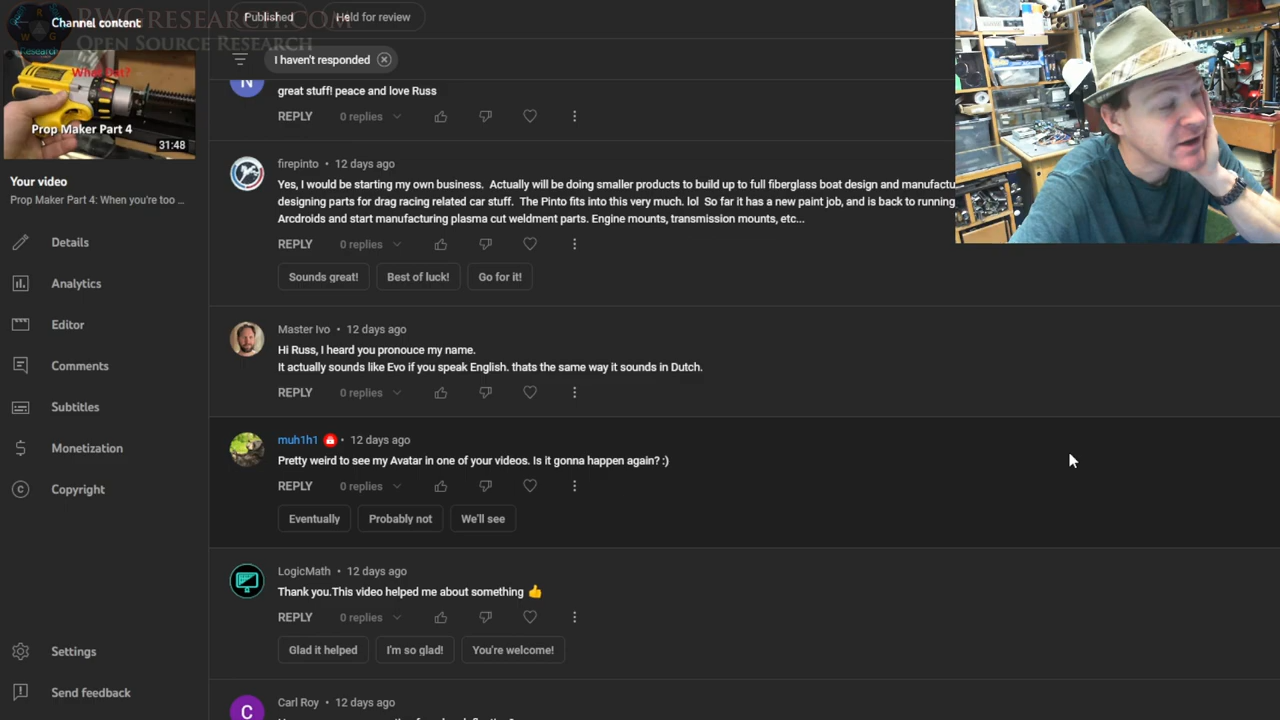 RWGresearch.com
Open Source Research
Channel content
Published
Held for review
I haven't responded
What Out?
Prop Maker Part 4
31:48
Your video
Prop Maker Part 4: When you're too ...
Details
Analytics
Editor
Comments
Subtitles
Monetization
Copyright
Settings
Send feedback
N
great stuff! peace and love Russ
REPLY 0 replies
firepinto • 12 days ago
Yes, I would be starting my own business. Actually will be doing smaller products to build up to full fiberglass boat design and manufactu
designing parts for drag racing related car stuff. The Pinto fits into this very much. lol So far it has a new paint job, and is back to running
Arcdroids and start manufacturing plasma cut weldment parts. Engine mounts, transmission mounts, etc...
REPLY 0 replies
Sounds great! Best of luck! Go for it!
Master Ivo • 12 days ago
Hi Russ, I heard you pronouce my name.
It actually sounds like Evo if you speak English. thats the same way it sounds in Dutch.
REPLY 0 replies
muh1h1 • 12 days ago
Pretty weird to see my Avatar in one of your videos. Is it gonna happen again? :)
REPLY 0 replies
Eventually Probably not We'll see
LogicMath • 12 days ago
Thank you.This video helped me about something 👍
REPLY 0 replies
Glad it helped I'm so glad! You're welcome!
C
Carl Roy • 12 days ago